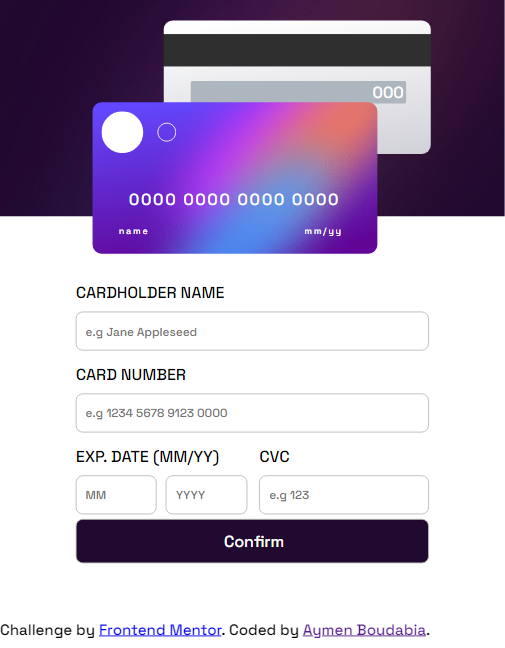 000
0000 0000 0000 0000
name mm/yy
CARDHOLDER NAME
e.g Jane Appleseed
CARD NUMBER
e.g 1234 5678 9123 0000
EXP. DATE (MM/YY) CVC
MM YYYY e.g 123
Confirm
Challenge by Frontend Mentor. Coded by Aymen Boudabia.